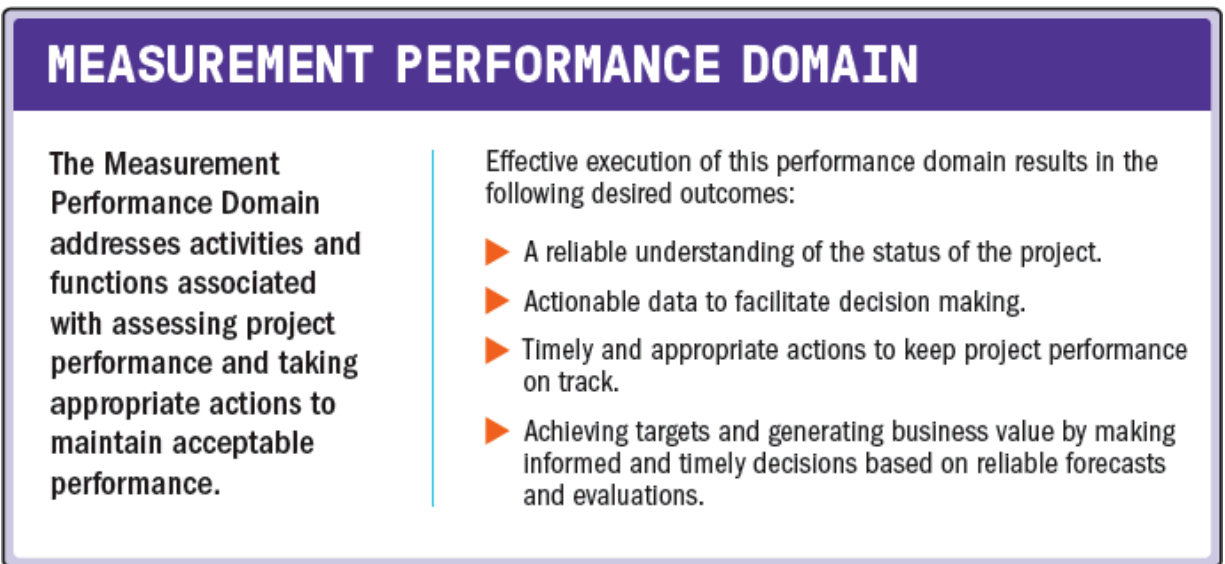 MEASUREMENT PERFORMANCE DOMAIN
The Measurement
Performance Domain
addresses activities and
functions associated
with assessing project
performance and taking
appropriate actions to
maintain acceptable
performance.
Effective execution of this performance domain results in the
following desired outcomes:
A reliable understanding of the status of the project.
Actionable data to facilitate decision making.
Timely and appropriate actions to keep project performance
on track.
Achieving targets and generating business value by making
informed and timely decisions based on reliable forecasts
and evaluations.